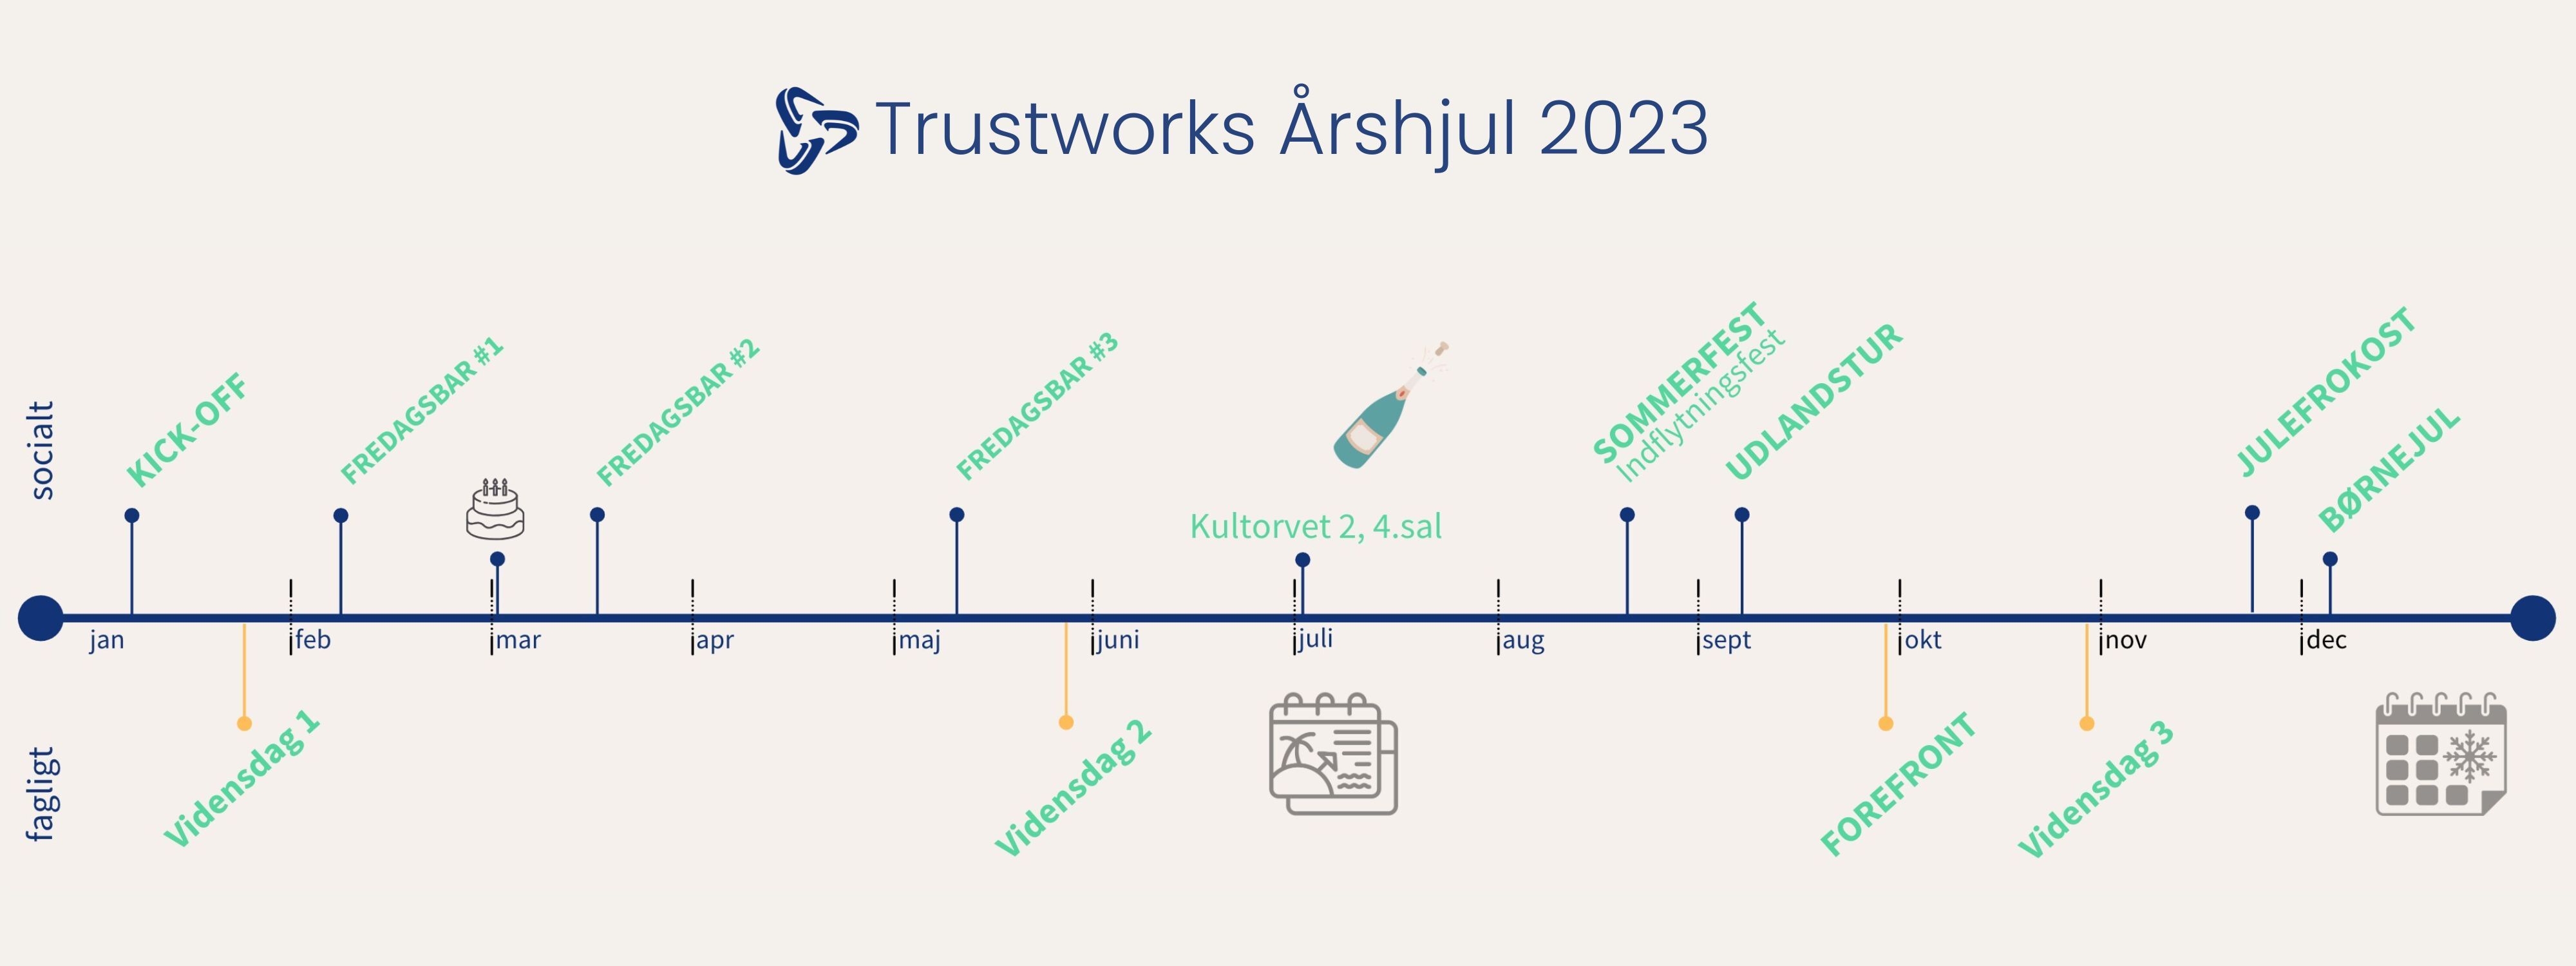 Trustworks Årshjul 2023
socialt
KICK-OFF
FREDAGSBAR #1
FREDAGSBAR #2
FREDAGSBAR #3
Kultorvet 2, 4.sal
SOMMERFEST
Indflytningsfest
UDLANDSTUR
JULEFROKOST
BØRNEJUL
jan
feb
mar
apr
maj
juni
juli
aug
sept
okt
nov
dec
fagligt
Vidensdag 1
Vidensdag 2
FOREFRONT
Vidensdag 3